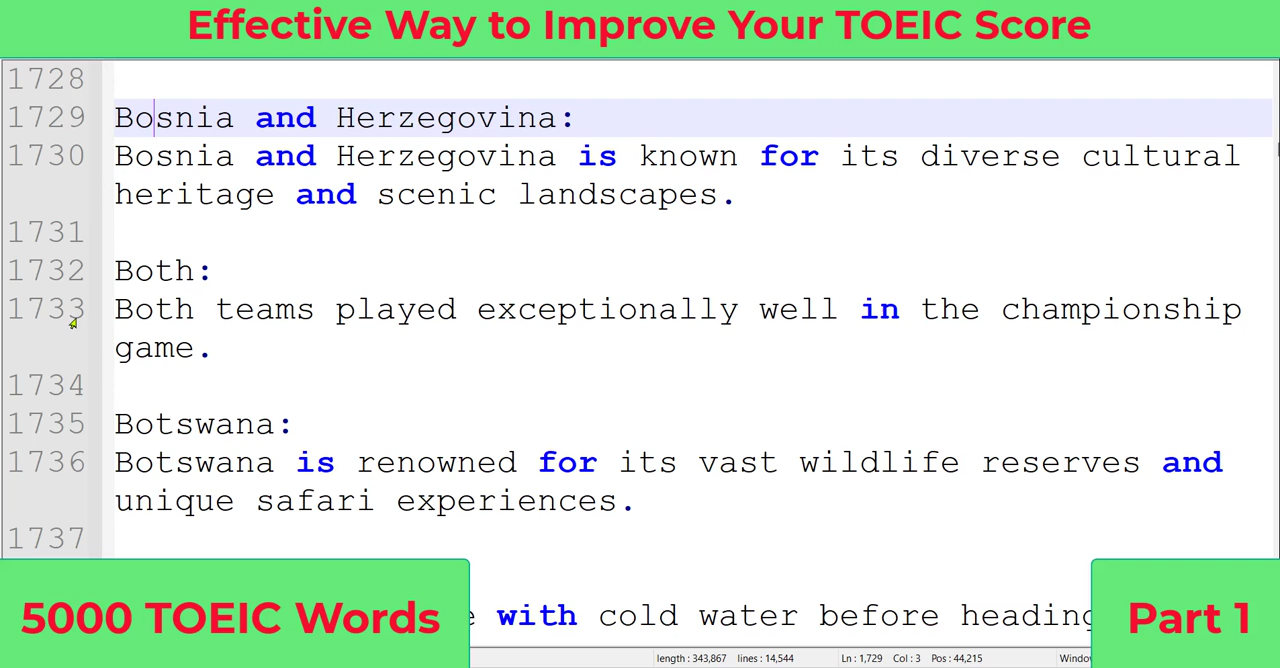 Effective Way to Improve Your TOEIC Score
1728
1729 Bosnia and Herzegovina:
1730 Bosnia and Herzegovina is known for its diverse cultural
heritage and scenic landscapes.
1731
1732 Both:
1733 Both teams played exceptionally well in the championship
game.
1734
1735 Botswana:
1736 Botswana is renowned for its vast wildlife reserves and
unique safari experiences.
1737
with cold water before heading
5000 TOEIC Words
Part 1
length : 343,867 lines : 14,544 Ln : 1,729 Col : 3 Pos : 44,215